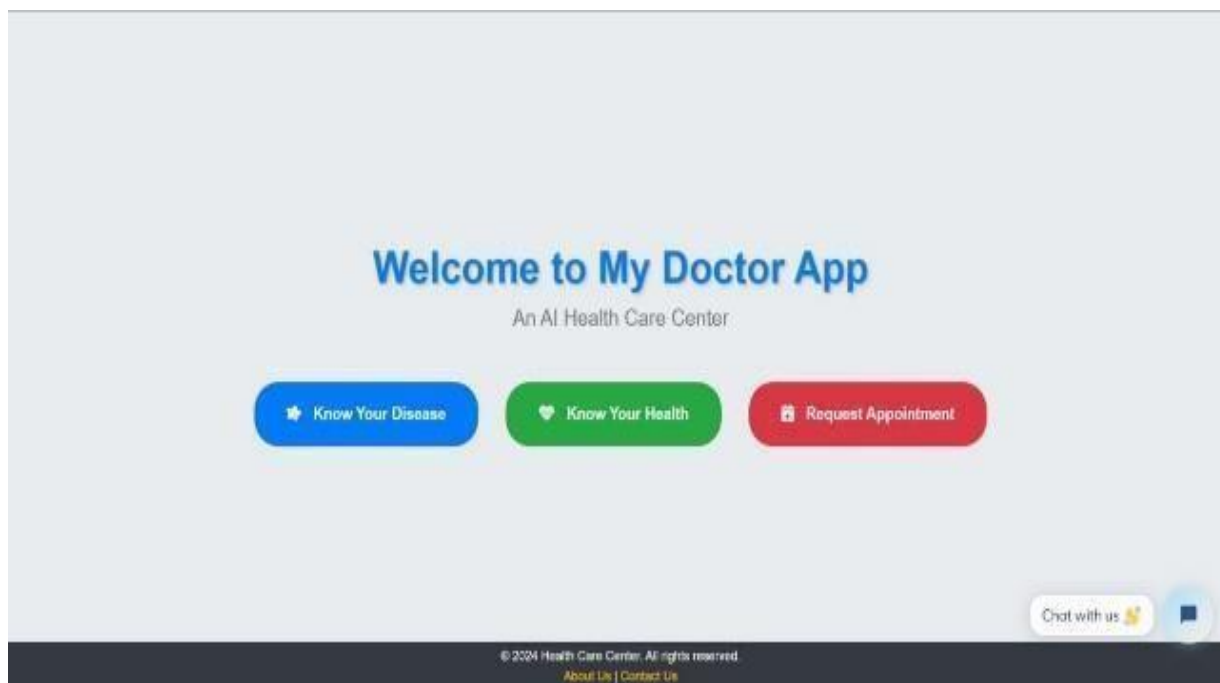 Welcome to My Doctor App
An AI Health Care Center
Know Your Disease
Know Your Health
Request Appointment
Chat with us 👋
© 2024 Health Care Center. All rights reserved.
About Us | Contact Us